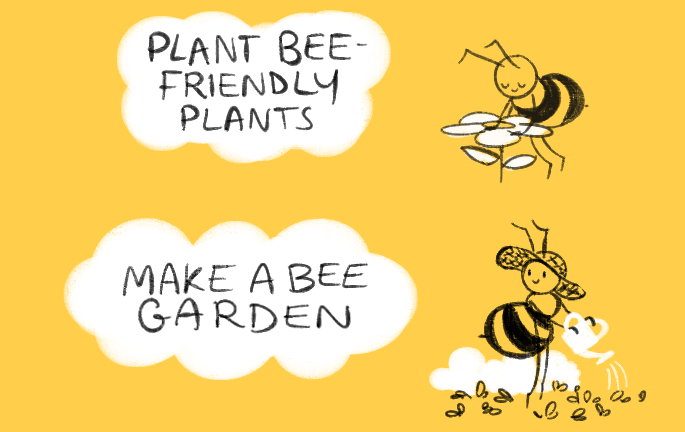 PLANT BEE-
FRIENDLY
PLANTS
MAKE A BEE
GARDEN